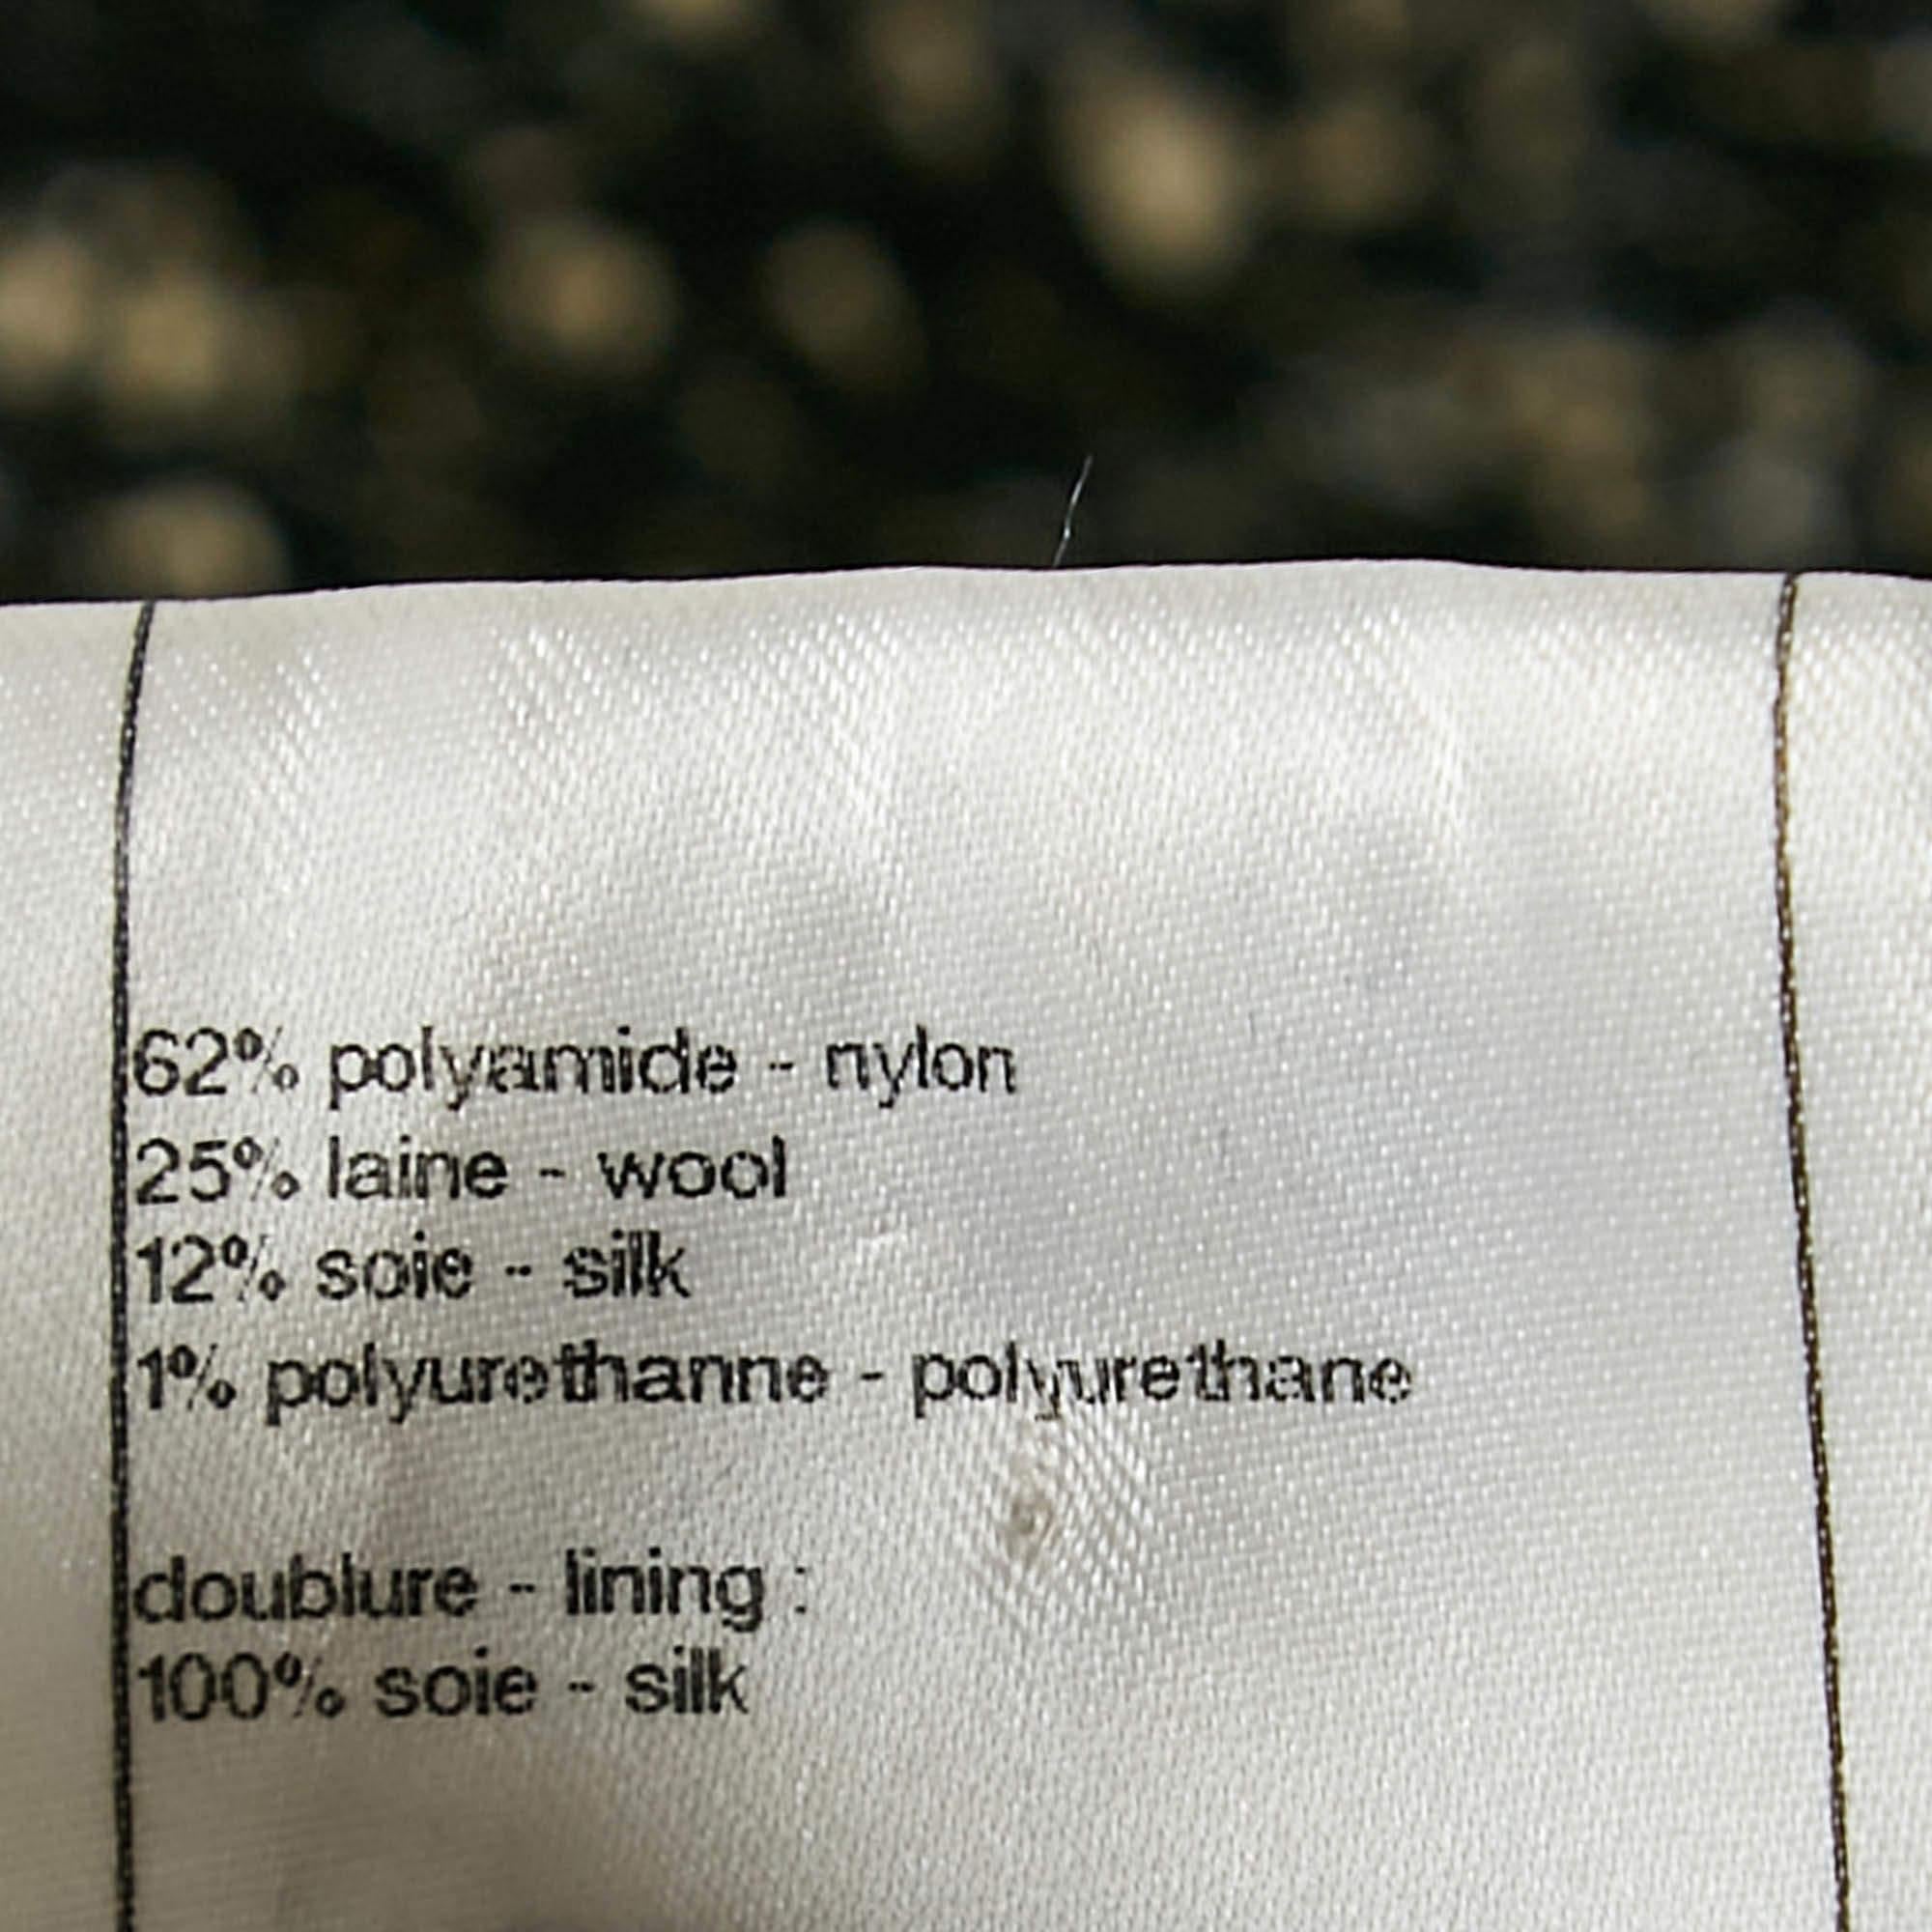 62% polyamide - nylon
25% laine - wool
12% soie - silk
1% polyurethanne - polyurethane
doublure - lining :
100% soie - silk